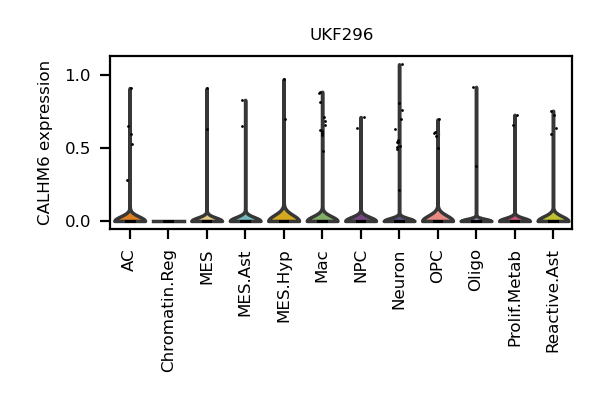 UKF296
CALHM6 expression
1.0
0.5
0.0
AC
Chromatin.Reg
MES
MES.Ast
MES.Hyp
Mac
NPC
Neuron
OPC
Oligo
Prolif.Metab
Reactive.Ast